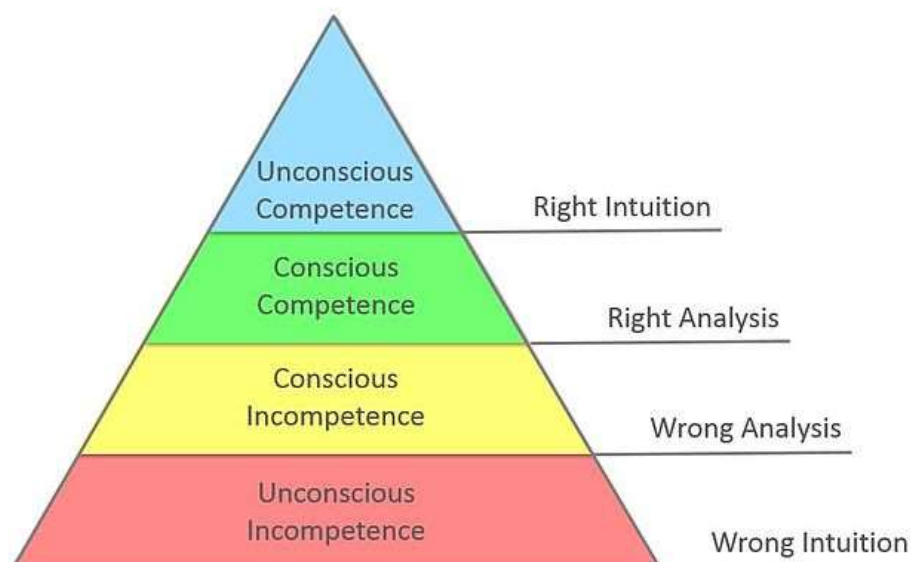 Unconscious
Competence
Right Intuition
Conscious
Competence
Right Analysis
Conscious
Incompetence
Wrong Analysis
Unconscious
Incompetence
Wrong Intuition